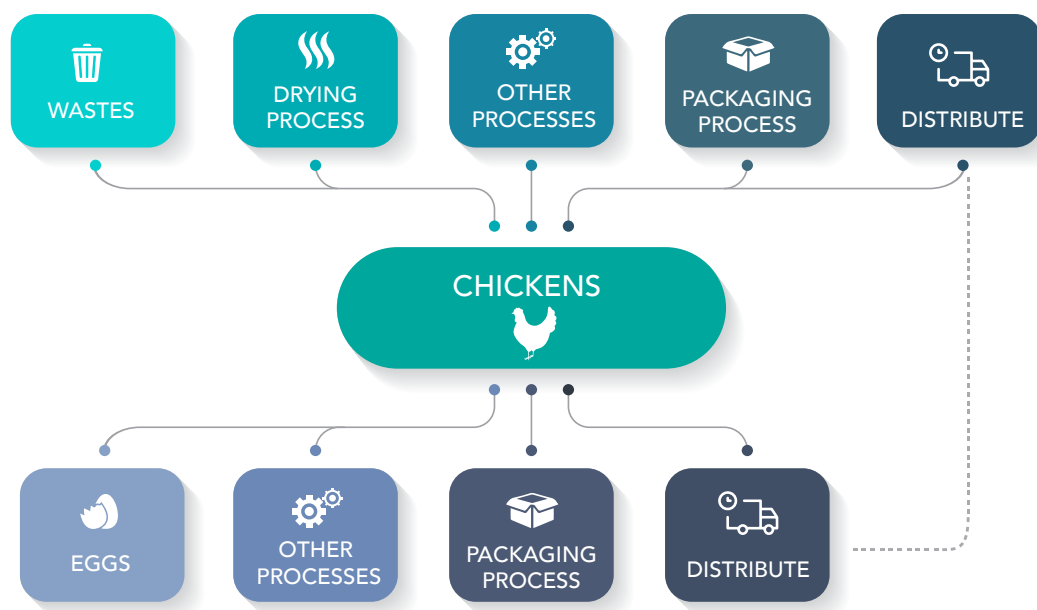 WASTES
DRYING
PROCESS
OTHER
PROCESSES
PACKAGING
PROCESS
DISTRIBUTE
CHICKENS
EGGS
OTHER
PROCESSES
PACKAGING
PROCESS
DISTRIBUTE